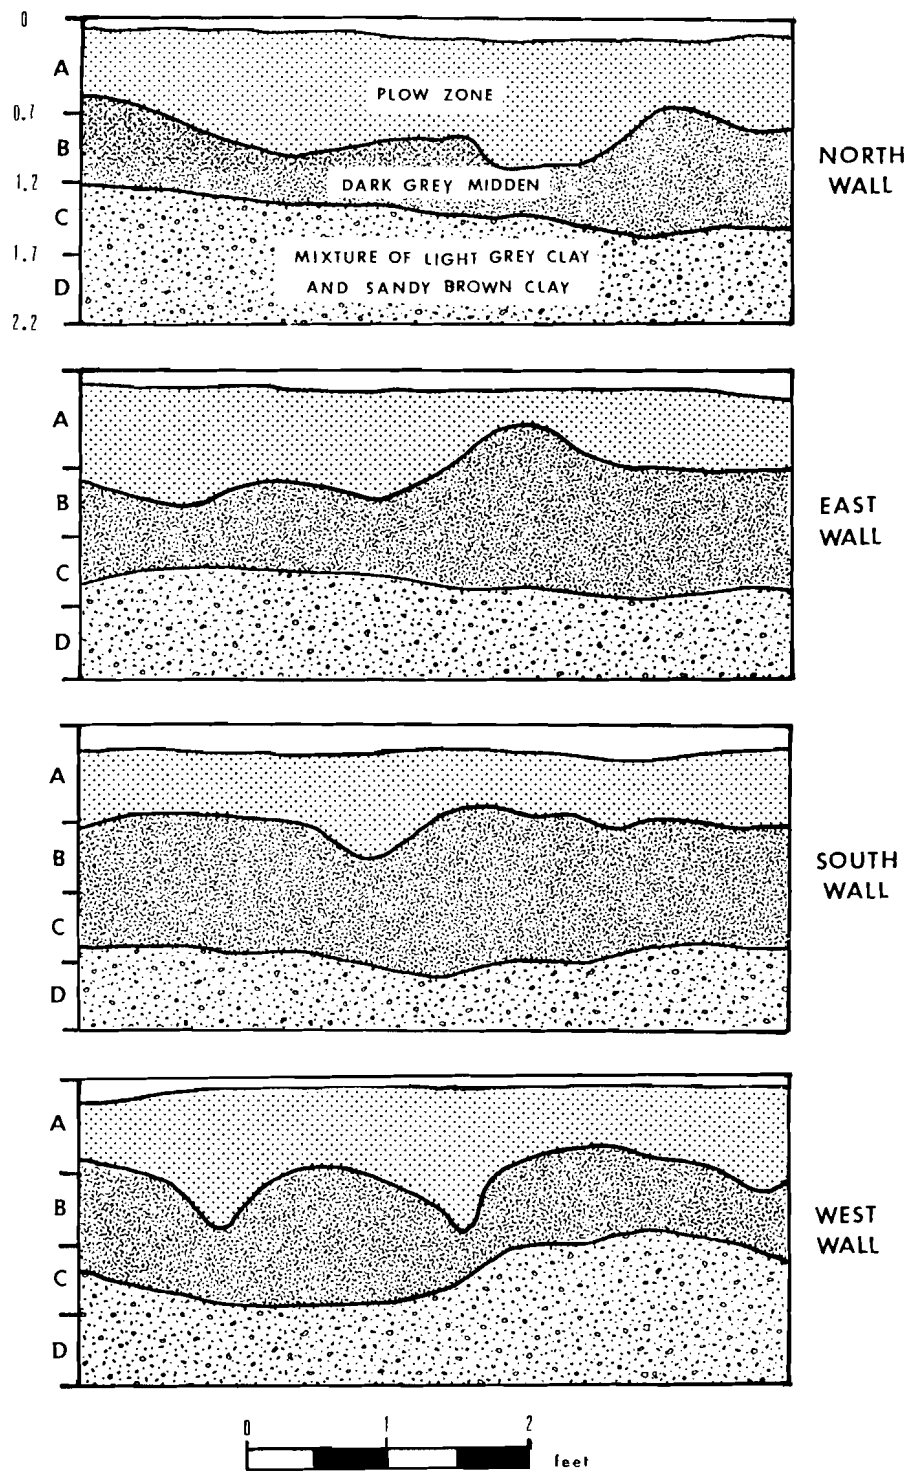 0
A
PLOW ZONE
0.7
B
NORTH
WALL
1.2
DARK GREY MIDDEN
C
1.7
MIXTURE OF LIGHT GREY CLAY
AND SANDY BROWN CLAY
D
2.2
A
B
EAST
WALL
C
D
A
B
SOUTH
WALL
C
D
A
B
WEST
WALL
C
D
0 1 2
feet